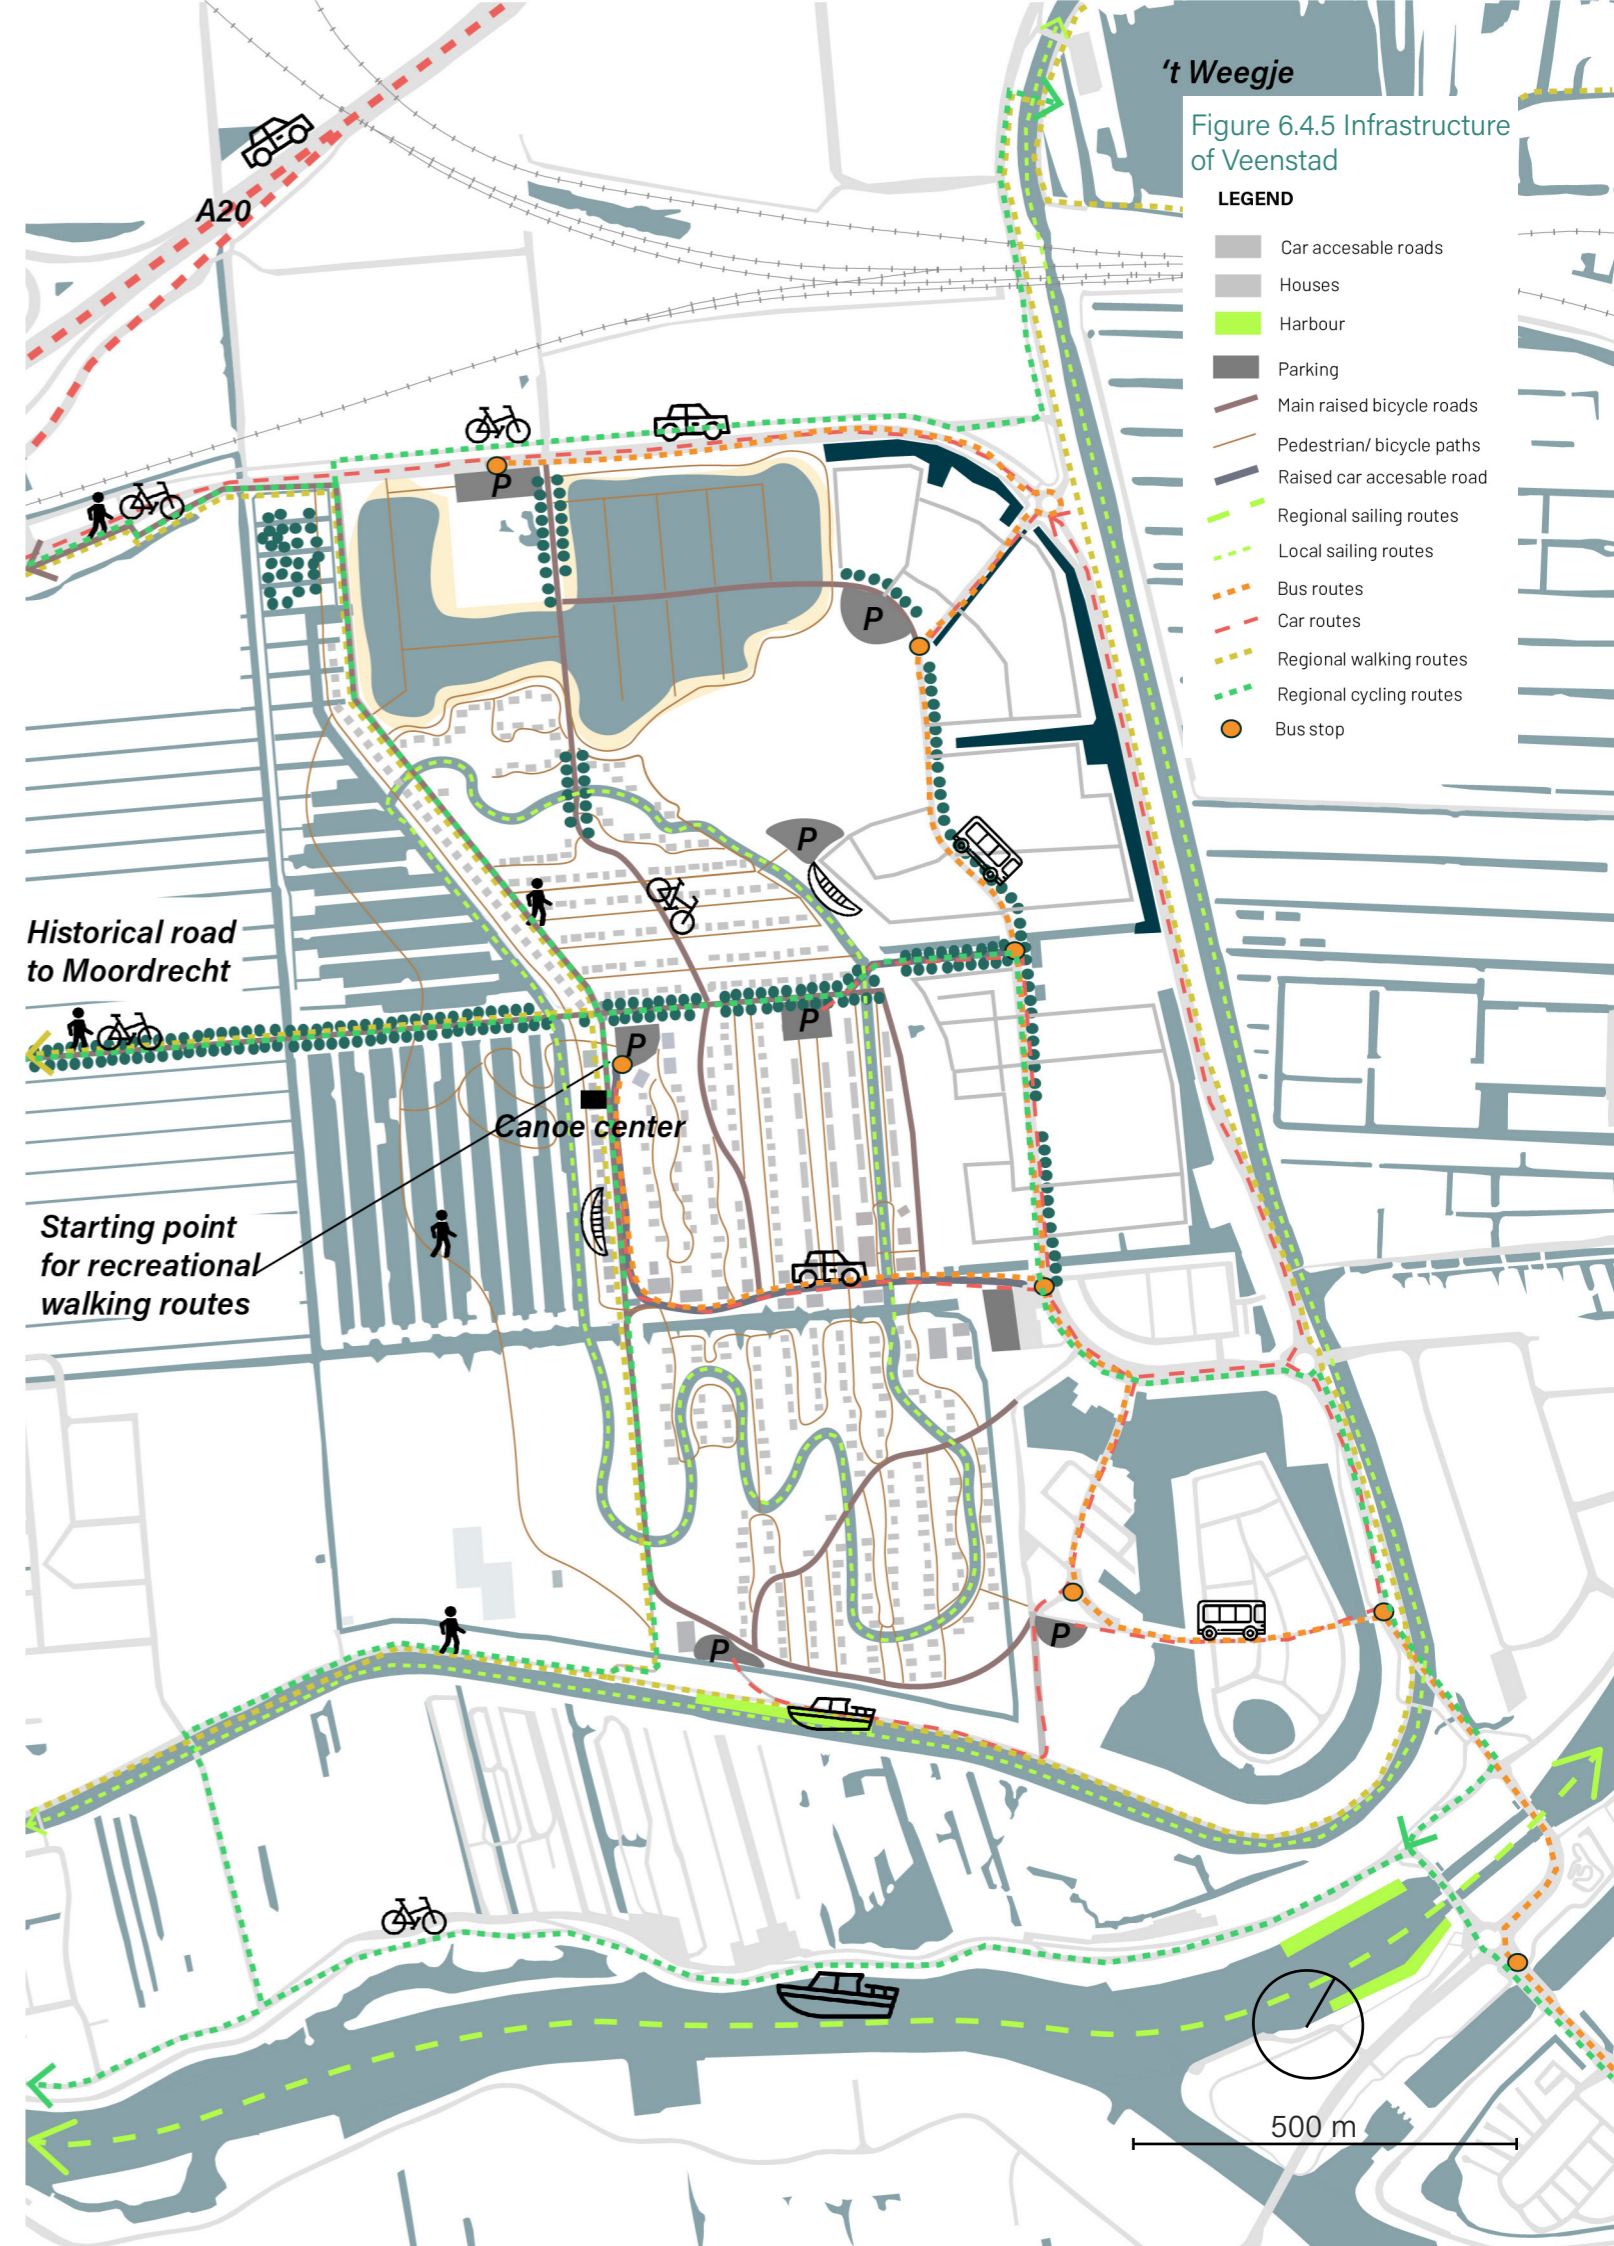 ‘t Weegje
Figure 6.4.5 Infrastructure
of Veenstad
LEGEND
Car accesable roads
Houses
Harbour
Parking
Main raised bicycle roads
Pedestrian/ bicycle paths
Raised car accesable road
Regional sailing routes
Local sailing routes
Bus routes
Car routes
Regional walking routes
Regional cycling routes
Bus stop
A20
P
P
P
Historical road
to Moordrecht
P
P
Canoe center
Starting point
for recreational
walking routes
P
P
500 m